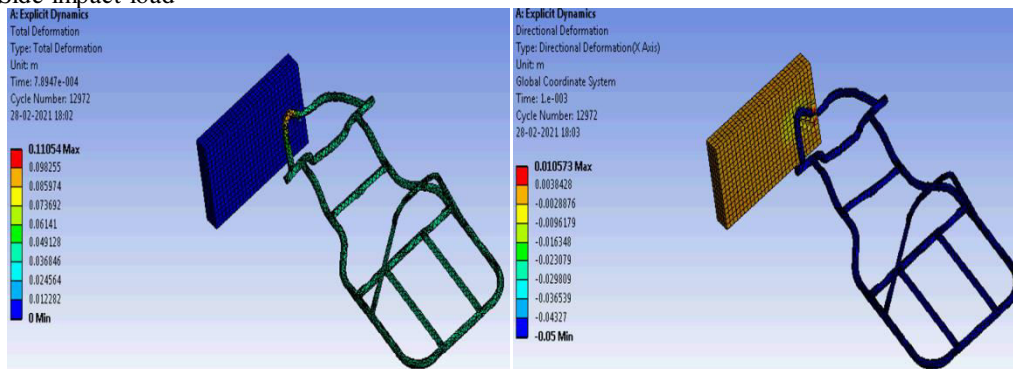 Side impact load
A: Explicit Dynamics
Total Deformation
Type: Total Deformation
Unit: m
Time: 7.8947e-004
Cycle Number: 12972
28-02-2021 18:02
0.11054 Max
0.098255
0.085974
0.073692
0.06141
0.049128
0.036846
0.024564
0.012282
0 Min
A: Explicit Dynamics
Directional Deformation
Type: Directional Deformation(X Axis)
Unit: m
Global Coordinate System
Time: 1.e-003
Cycle Number: 12972
28-02-2021 18:03
0.010573 Max
0.0038428
-0.0028876
-0.0096179
-0.016348
-0.023079
-0.029809
-0.036539
-0.04327
-0.05 Min